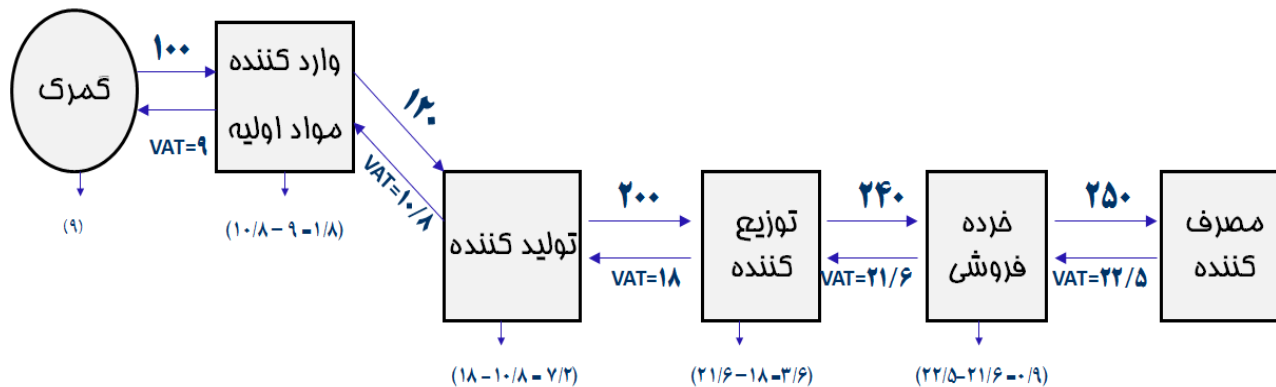 گمرک
۱۰۰
VAT=۹
(۹)
وارد کننده
مواد اولیه
(۱۰/۸ – ۹ =۱/۸)
۱۲۰
VAT=۱۰/۸
تولید کننده
(۱۸ –۱۰/۸ = ۷/۲)
۲۰۰
VAT=۱۸
توزیع
کننده
(۲۱/۶ –۱۸ =۳/۶)
۲۴۰
VAT=۲۱/۶
خرده
فروشی
(۲۲/۵–۲۱/۶ =۰/۹)
۲۵۰
VAT=۲۲/۵
مصرف
کننده